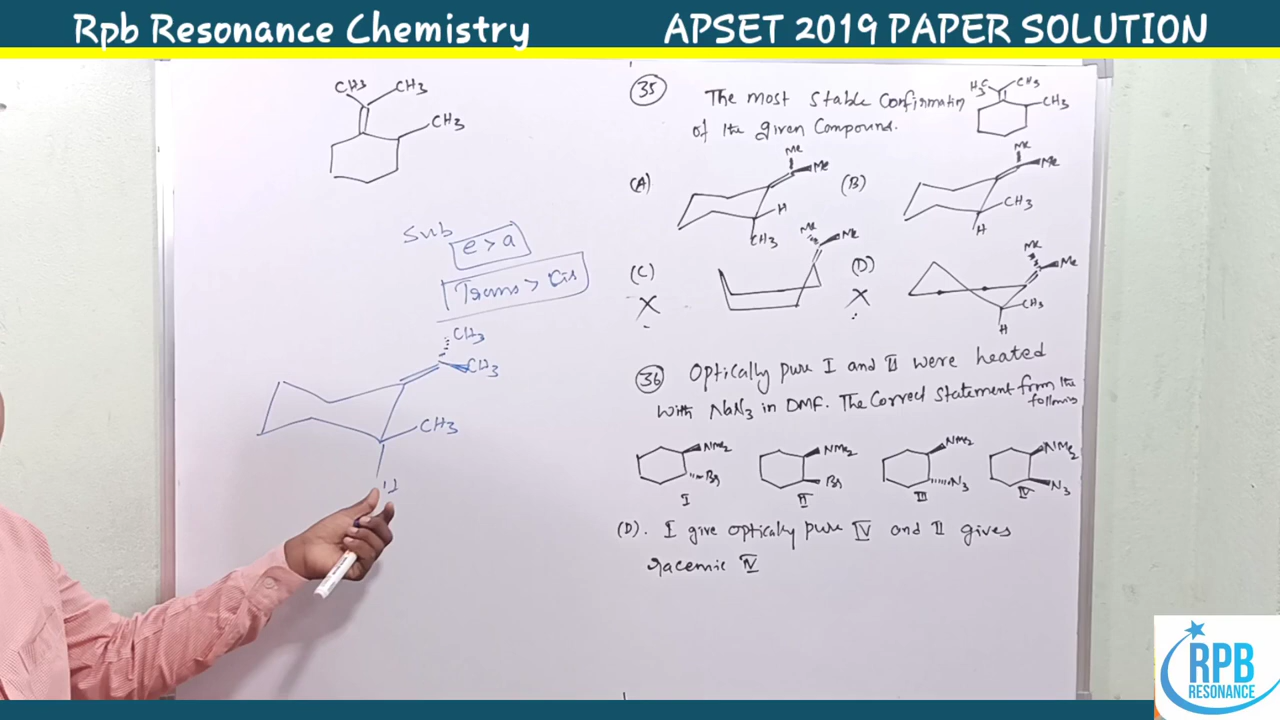 Rpb Resonance Chemistry
APSET 2019 PAPER SOLUTION
CH3
CH3
CH3
Sub
e > a
Trans > Cis
CH3
CH3
CH3
H
35
The most stable Confirmation
of the given Compound.
H3C
CH3
CH3
(A)
Me
Me
H
CH3
(B)
Me
Me
CH3
H
(C)
X
Me
Me
(D)
X
Me
Me
CH3
H
36
Optically pure I and II were heated
with NaN3 in DMF. The Correct Statement from the
following
NMe2
Br
I
NMe2
Br
II
NMe2
N3
III
NMe2
N3
IV
(D). I give optically pure IV and II gives
racemic IV
RPB
RESONANCE